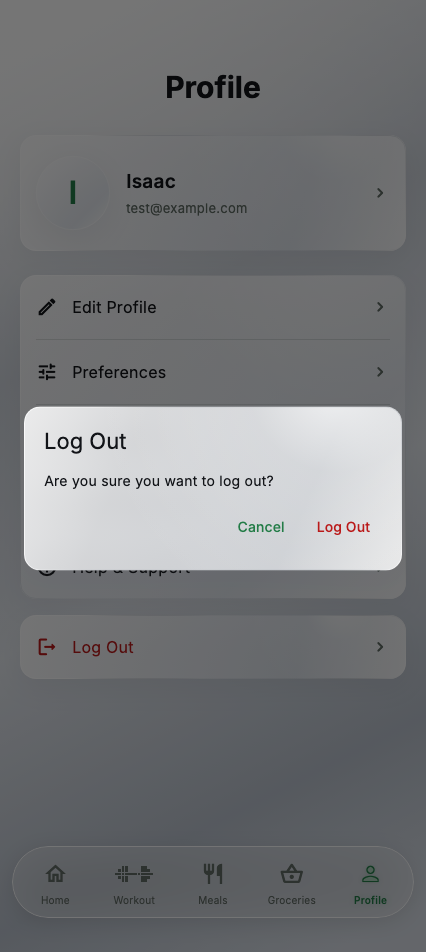 Profile
I
Isaac
test@example.com
Edit Profile
Preferences
Log Out
Are you sure you want to log out?
Cancel Log Out
Help & Support
Log Out
Home Workout Meals Groceries Profile